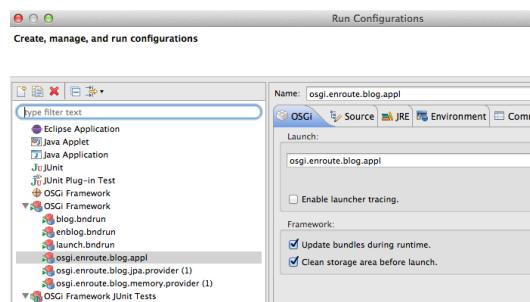 Run Configurations
Create, manage, and run configurations
type filter text
Eclipse Application
Java Applet
Java Application
JUnit
JUnit Plug-in Test
OSGi Framework
OSGi Framework
blog.bndrun
enblog.bndrun
launch.bndrun
osgi.enroute.blog.appl
osgi.enroute.blog.jpa.provider (1)
osgi.enroute.blog.memory.provider (1)
OSGi Framework JUnit Tests
Name: osgi.enroute.blog.appl
OSGi Source JRE Environment Comm
Launch:
osgi.enroute.blog.appl
Enable launcher tracing.
Framework:
Update bundles during runtime.
Clean storage area before launch.